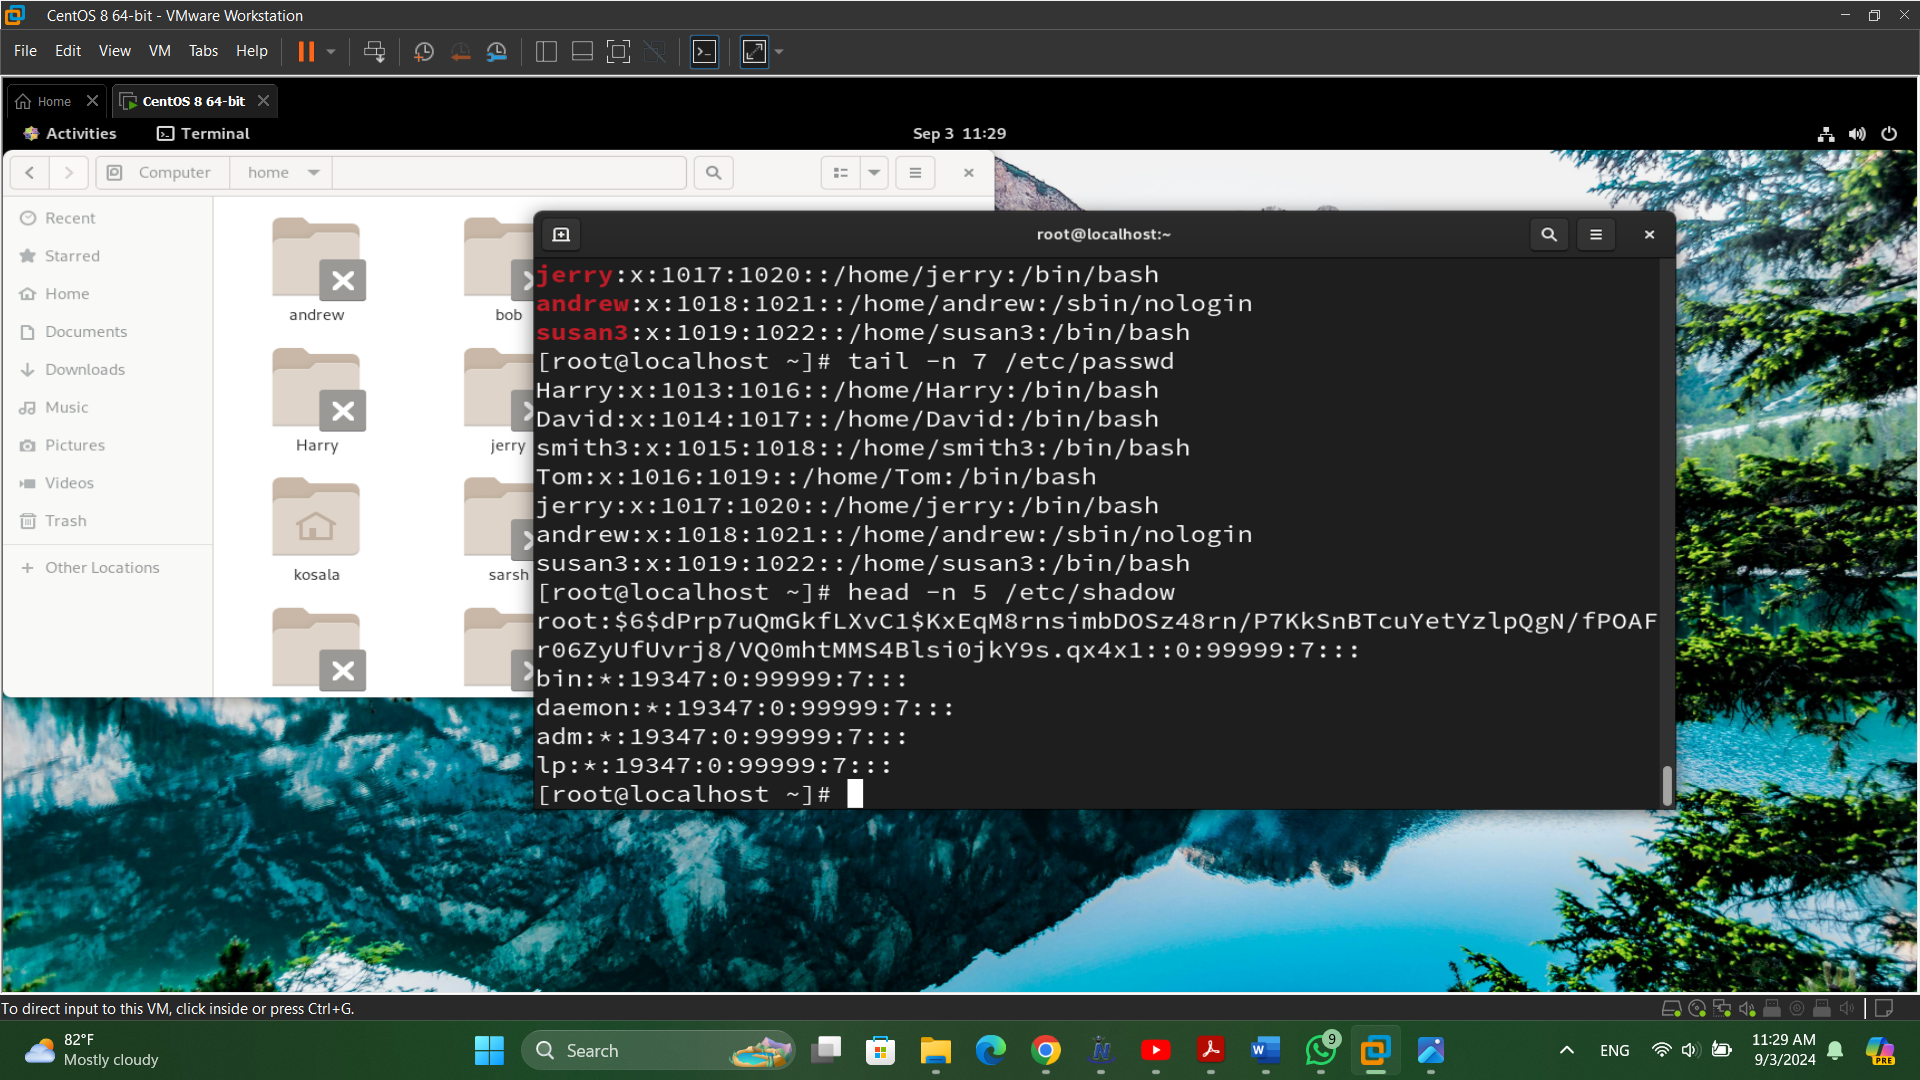 CentOS 8 64-bit - VMware Workstation
File Edit View VM Tabs Help
Home
CentOS 8 64-bit
Activities
Terminal
Sep 3 11:29
Computer
home
Recent
Starred
Home
Documents
Downloads
Music
Pictures
Videos
Trash
Other Locations
andrew
bob
Harry
jerry
kosala
sarsh
root@localhost:~
jerry:x:1017:1020::/home/jerry:/bin/bash
andrew:x:1018:1021::/home/andrew:/sbin/nologin
susan3:x:1019:1022::/home/susan3:/bin/bash
[root@localhost ~]# tail -n 7 /etc/passwd
Harry:x:1013:1016::/home/Harry:/bin/bash
David:x:1014:1017::/home/David:/bin/bash
smith3:x:1015:1018::/home/smith3:/bin/bash
Tom:x:1016:1019::/home/Tom:/bin/bash
jerry:x:1017:1020::/home/jerry:/bin/bash
andrew:x:1018:1021::/home/andrew:/sbin/nologin
susan3:x:1019:1022::/home/susan3:/bin/bash
[root@localhost ~]# head -n 5 /etc/shadow
root:$6$dPrp7uQmGkfLXvC1$KxEqM8rnsimbDOSz48rn/P7KkSnBTcuYetYzlpQgN/fPOAF
r06ZyUfUvrj8/VQ0mhtMMS4Blsi0jkY9s.qx4x1::0:99999:7:::
bin:*:19347:0:99999:7:::
daemon:*:19347:0:99999:7:::
adm:*:19347:0:99999:7:::
lp:*:19347:0:99999:7:::
[root@localhost ~]#
To direct input to this VM, click inside or press Ctrl+G.
82°F
Mostly cloudy
Search
9
ENG
11:29 AM
9/3/2024
PRE